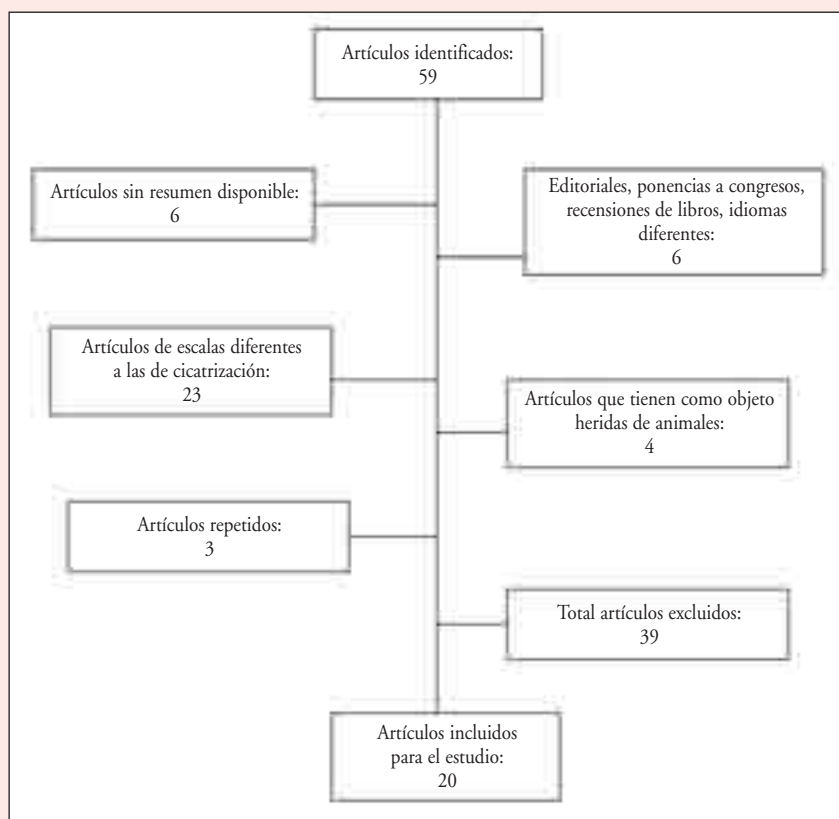 Artículos identificados:
59
Artículos sin resumen disponible:
6
Editoriales, ponencias a congresos,
recensiones de libros, idiomas
diferentes:
6
Artículos de escalas diferentes
a las de cicatrización:
23
Artículos que tienen como objeto
heridas de animales:
4
Artículos repetidos:
3
Total artículos excluidos:
39
Artículos incluidos
para el estudio:
20